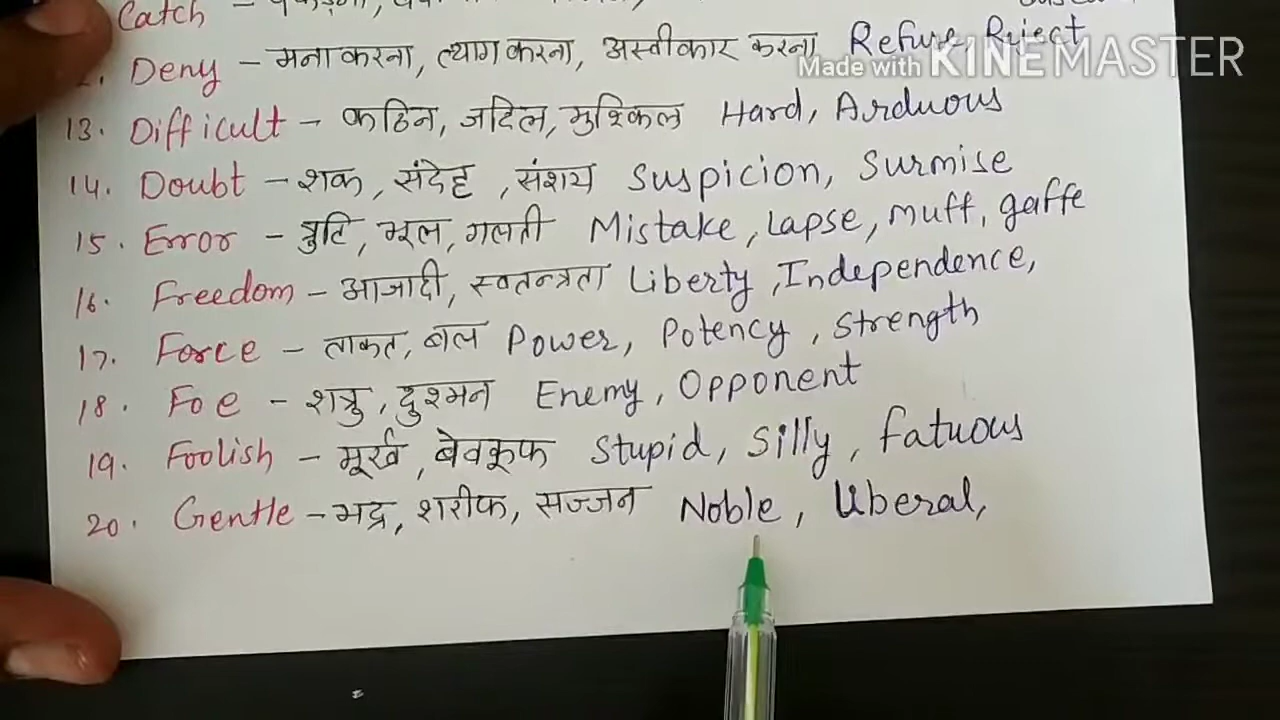 Catch –
Deny – मना करना, त्याग करना, अस्वीकार करना Refuse, Reject
Made with KINEMASTER
13. Difficult – कठिन, जटिल, मुश्किल Hard, Arduous
14. Doubt – शक, संदेह, संशय Suspicion, Surmise
15. Error – त्रुटि, भूल, गलती Mistake, Lapse, Muff, gaffe
16. Freedom – आजादी, स्वतन्त्रता Liberty, Independence,
17. Force – ताकत, बल Power, Potency, Strength
18. Foe – शत्रु, दुश्मन Enemy, Opponent
19. Foolish – मूर्ख, बेवकूफ Stupid, Silly, Fatuous
20. Gentle – भद्र, शरीफ, सज्जन Noble, Liberal,